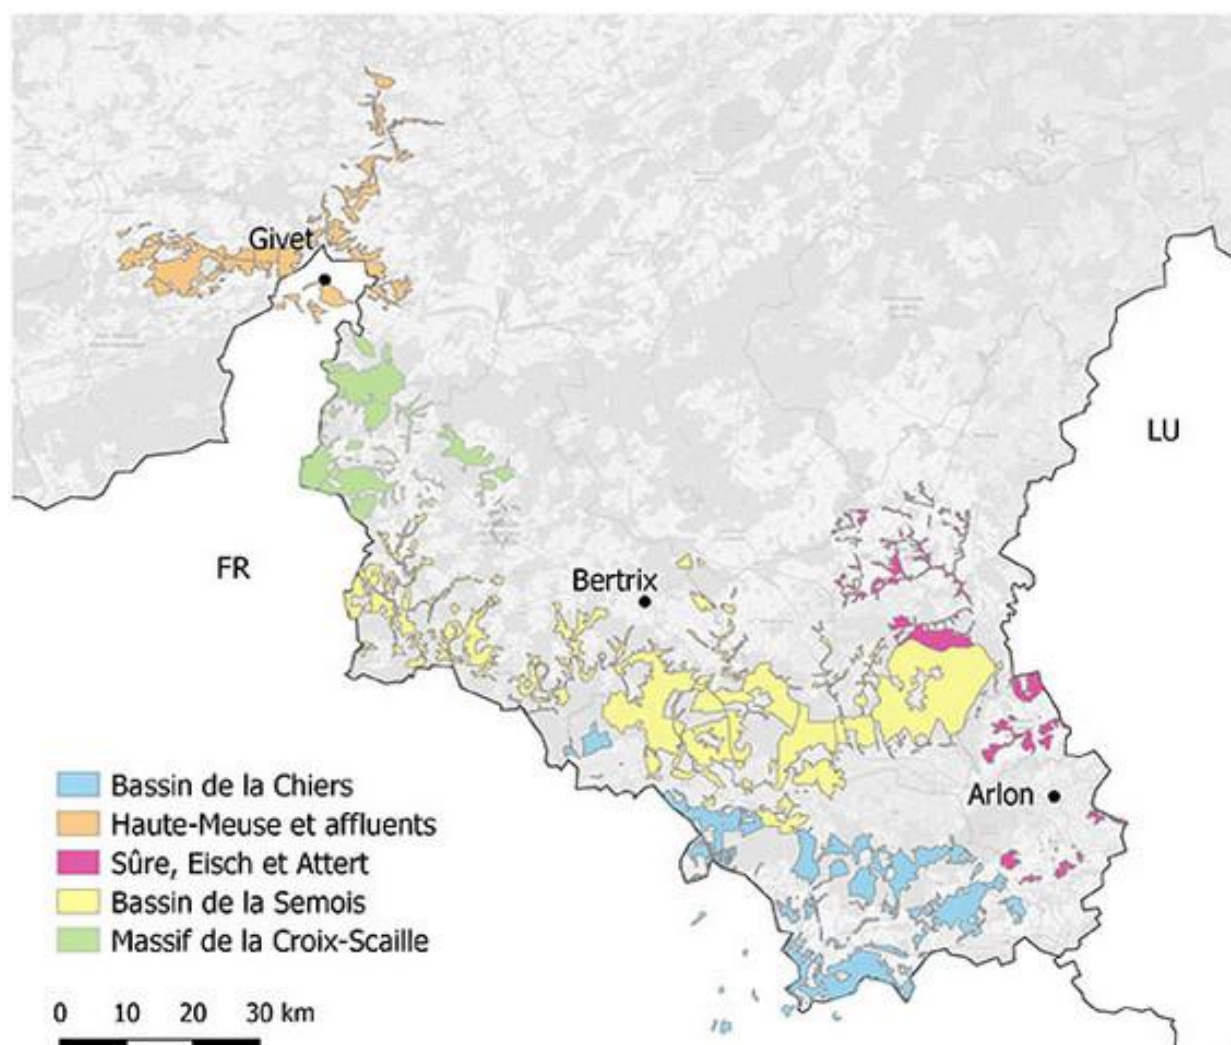 Givet
LU
FR
Bertrix
Arlon
Bassin de la Chiers
Haute-Meuse et affluents
Sûre, Eisch et Attert
Bassin de la Semois
Massif de la Croix-Scaille
0 10 20 30 km